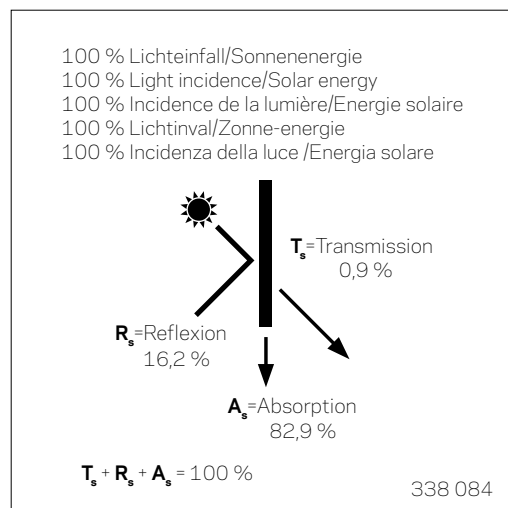 100 % Lichteinfall/Sonnenenergie
100 % Light incidence/Solar energy
100 % Incidence de la lumière/Energie solaire
100 % Lichtinval/Zonne-energie
100 % Incidenza della luce /Energia solare
Ts=Transmission
0,9 %
Rs=Reflexion
16,2 %
As=Absorption
82,9 %
Ts + Rs + As = 100 %
338 084